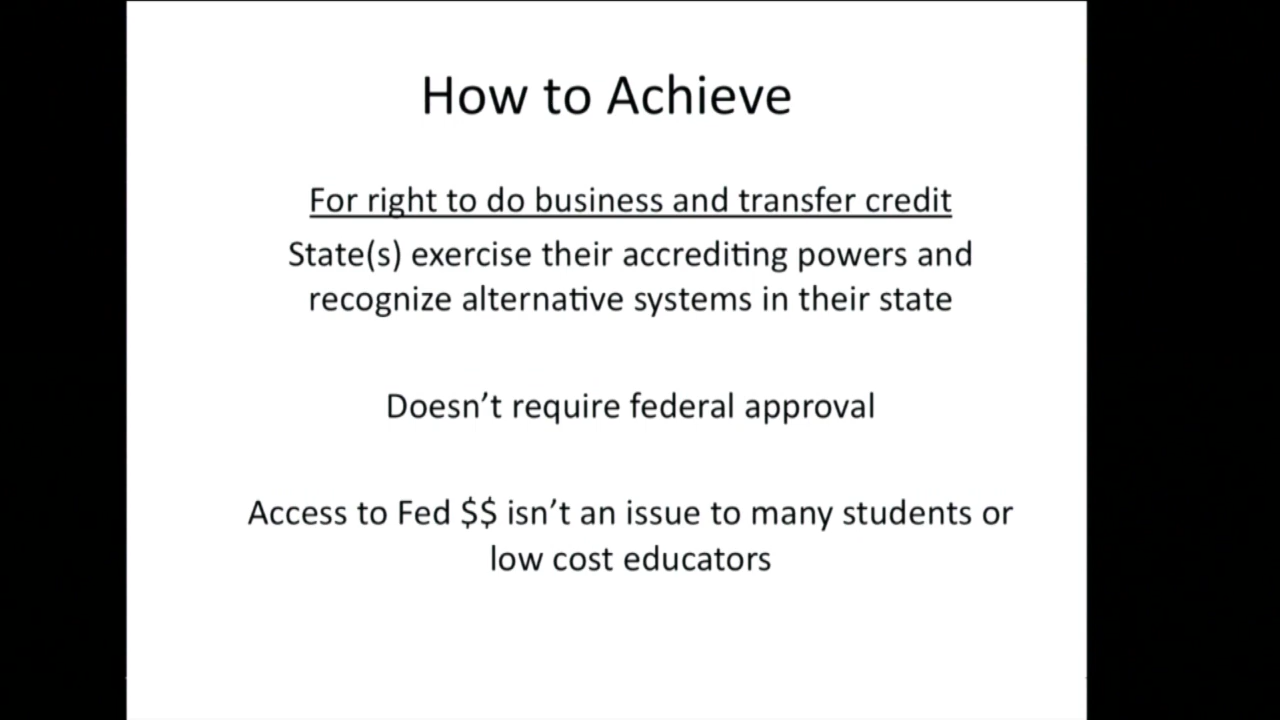 How to Achieve
For right to do business and transfer credit
State(s) exercise their accrediting powers and
recognize alternative systems in their state
Doesn’t require federal approval
Access to Fed $$ isn’t an issue to many students or
low cost educators